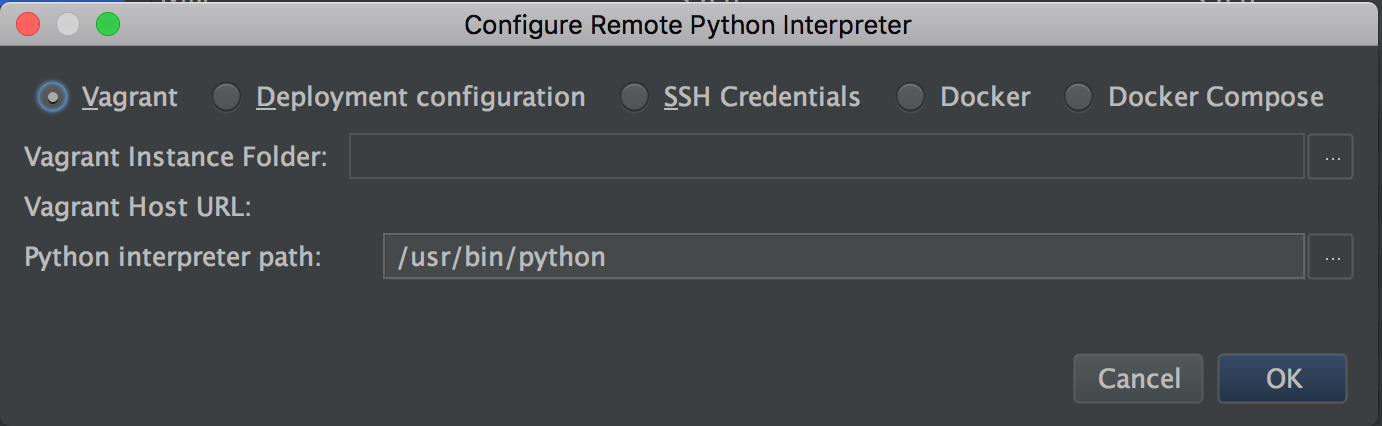 Configure Remote Python Interpreter
Vagrant Deployment configuration SSH Credentials Docker Docker Compose
Vagrant Instance Folder: ...
Vagrant Host URL:
Python interpreter path: /usr/bin/python ...
Cancel OK